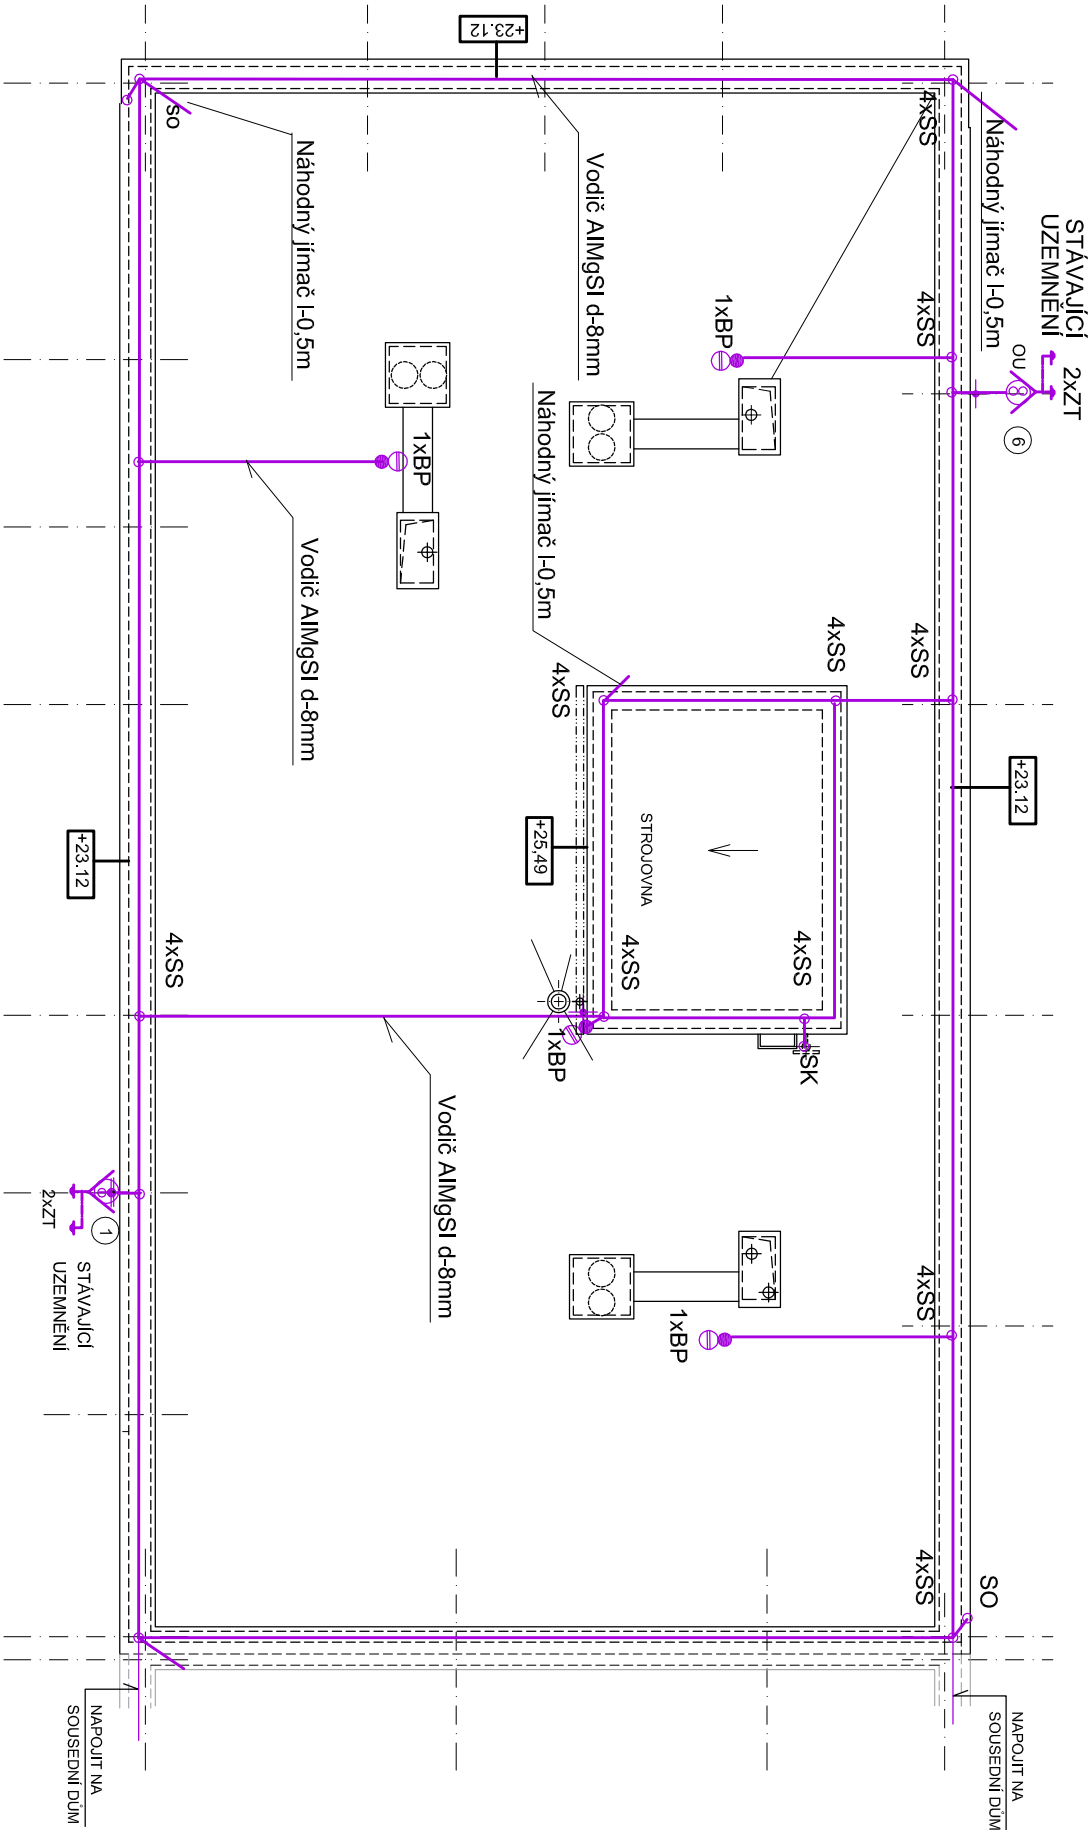 STÁVAJÍCÍ
UZEMNĚNÍ
2xZT
OU
8
6
Náhodný jímač l-0,5m
4xSS
4xSS
4xSS
4xSS
4xSS
4xSS
+23.12
+23.12
Vodič AlMgSI d-8mm
1xBP
so
Náhodný jímač l-0,5m
1xBP
Vodič AlMgSI d-8mm
Náhodný jímač l-0,5m
4xSS
STROJOVNA
+25,49
4xSS
4xSS
SK
1xBP
+23.12
4xSS
Vodič AlMgSI d-8mm
1xBP
SO
1
2xZT
STÁVAJÍCÍ
UZEMNĚNÍ
NAPOJIT NA
SOUSEDNÍ DŮM
NAPOJIT NA
SOUSEDNÍ DŮM